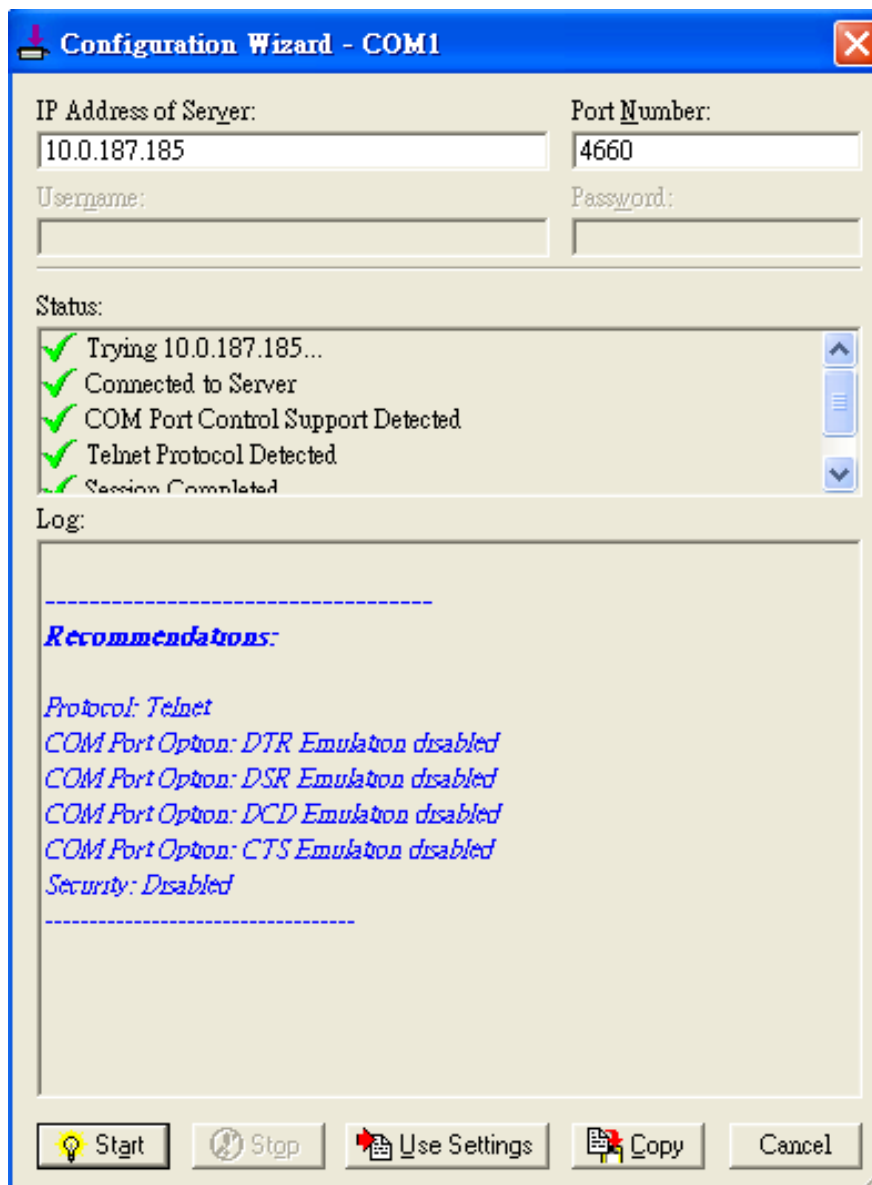 Configuration Wizard - COM1
IP Address of Server: Port Number:
10.0.187.185 4660
Username: Password:
Status:
Trying 10.0.187.185...
Connected to Server
COM Port Control Support Detected
Telnet Protocol Detected
Session Completed
Log:
-----------------------------------
Recommendations:
Protocol: Telnet
COM Port Option: DTR Emulation disabled
COM Port Option: DSR Emulation disabled
COM Port Option: DCD Emulation disabled
COM Port Option: CTS Emulation disabled
Security: Disabled
-----------------------------------
Start Stop Use Settings Copy Cancel